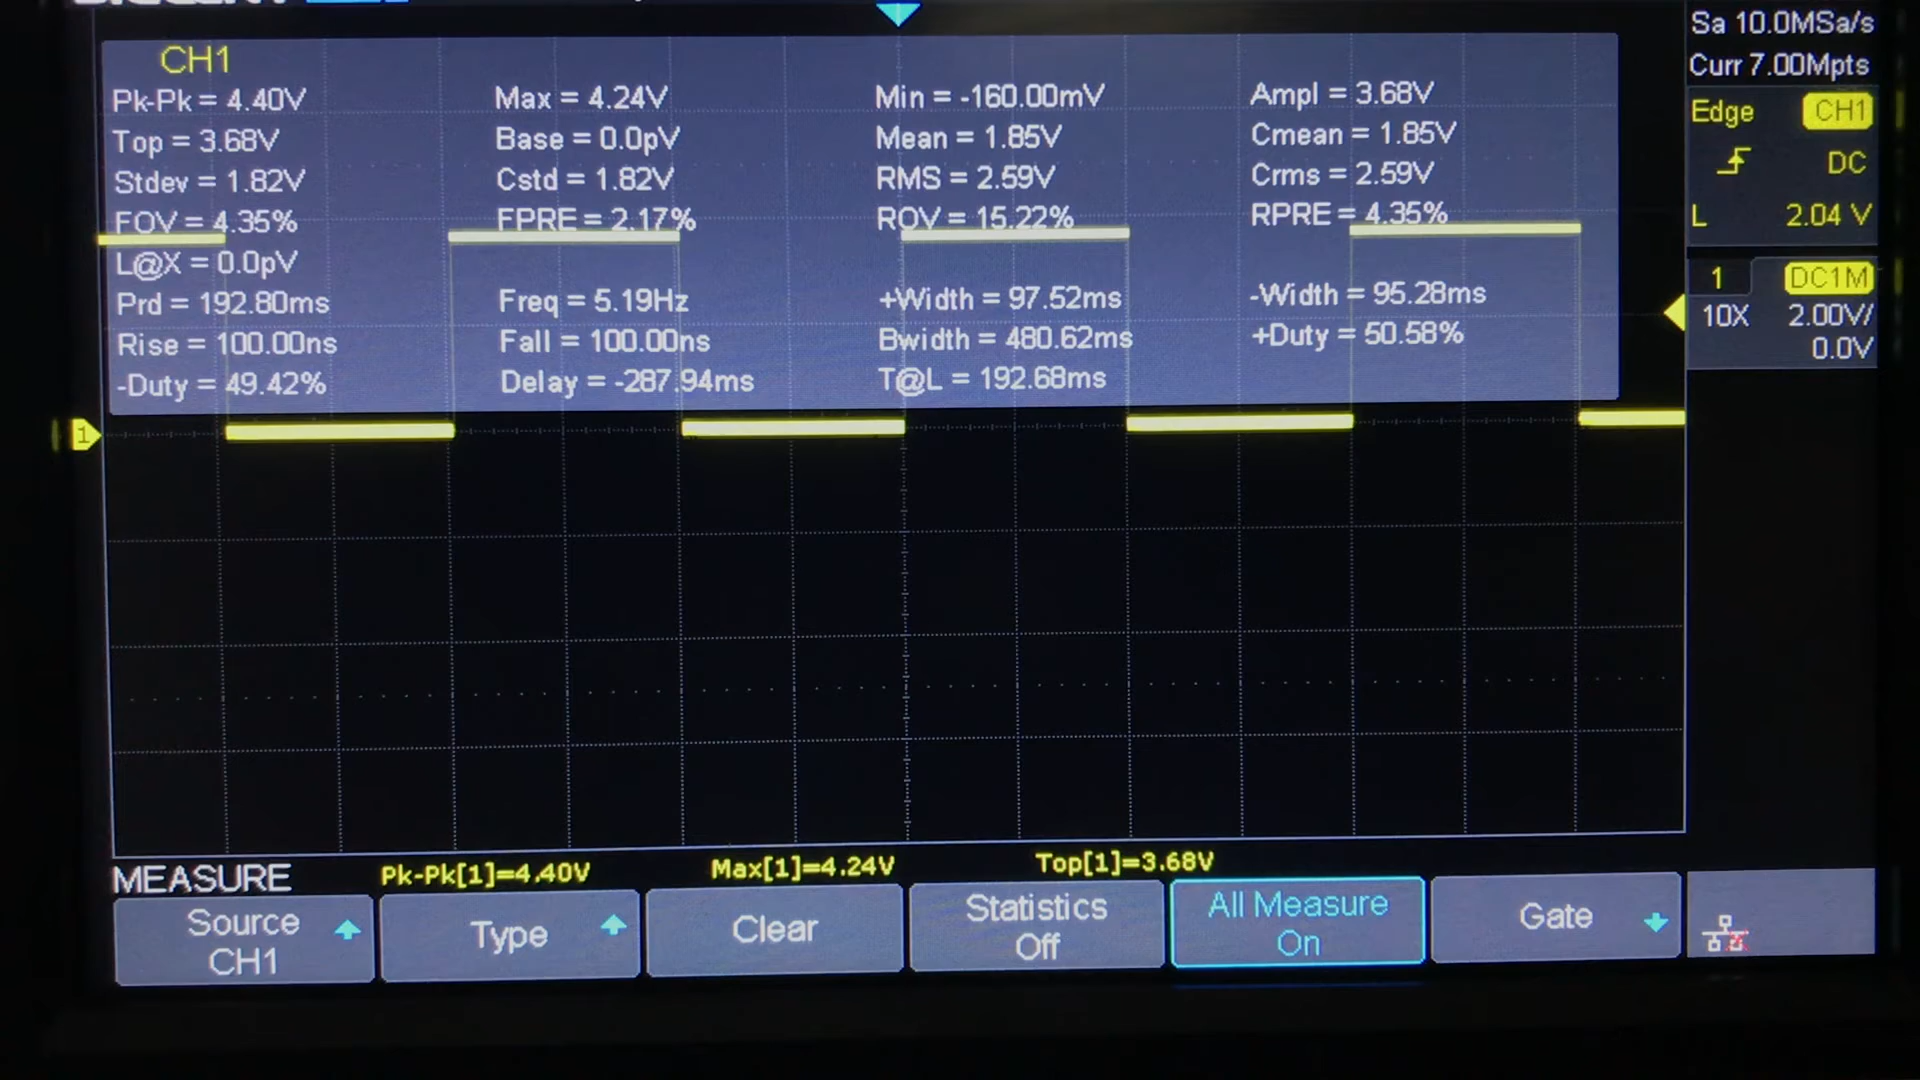 CH1
Pk-Pk = 4.40V Max = 4.24V Min = -160.00mV Ampl = 3.68V
Top = 3.68V Base = 0.0pV Mean = 1.85V Cmean = 1.85V
Stdev = 1.82V Cstd = 1.82V RMS = 2.59V Crms = 2.59V
FOV = 4.35% FPRE = 2.17% ROV = 15.22% RPRE = 4.35%
L@X = 0.0pV
Prd = 192.80ms Freq = 5.19Hz +Width = 97.52ms -Width = 95.28ms
Rise = 100.00ns Fall = 100.00ns Bwidth = 480.62ms +Duty = 50.58%
-Duty = 49.42% Delay = -287.94ms T@L = 192.68ms
1
Sa 10.0MSa/s
Curr 7.00Mpts
Edge CH1
DC
L 2.04 V
1 DC1M
10X 2.00V/
0.0V
MEASURE Pk-Pk[1]=4.40V Max[1]=4.24V Top[1]=3.68V
Source
CH1
Type
Clear
Statistics
Off
All Measure
On
Gate